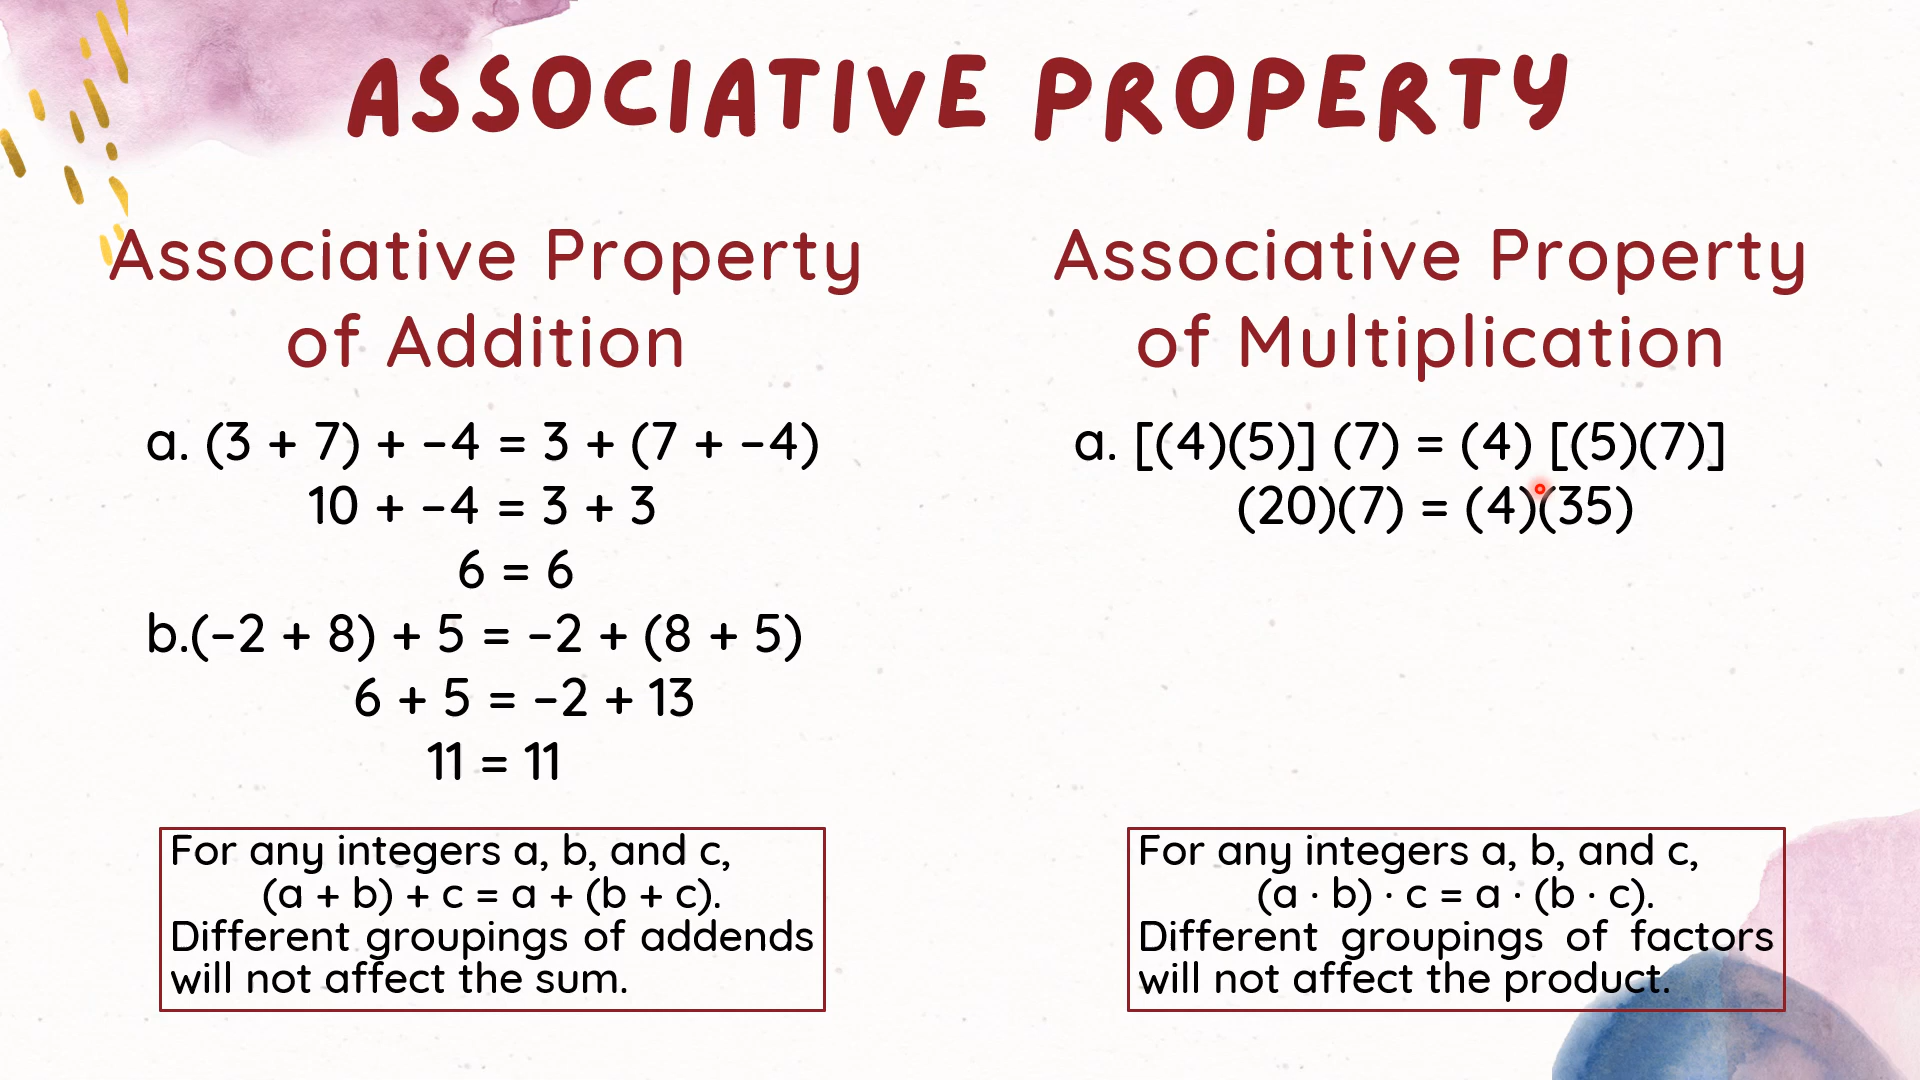 ASSOCIATIVE PROPERTY
Associative Property
of Addition
a. (3 + 7) + −4 = 3 + (7 + −4)
10 + −4 = 3 + 3
6 = 6
b.(−2 + 8) + 5 = −2 + (8 + 5)
6 + 5 = −2 + 13
11 = 11
For any integers a, b, and c,
(a + b) + c = a + (b + c).
Different groupings of addends
will not affect the sum.
Associative Property
of Multiplication
a. [(4)(5)] (7) = (4) [(5)(7)]
(20)(7) = (4)(35)
For any integers a, b, and c,
(a · b) · c = a · (b · c).
Different groupings of factors
will not affect the product.